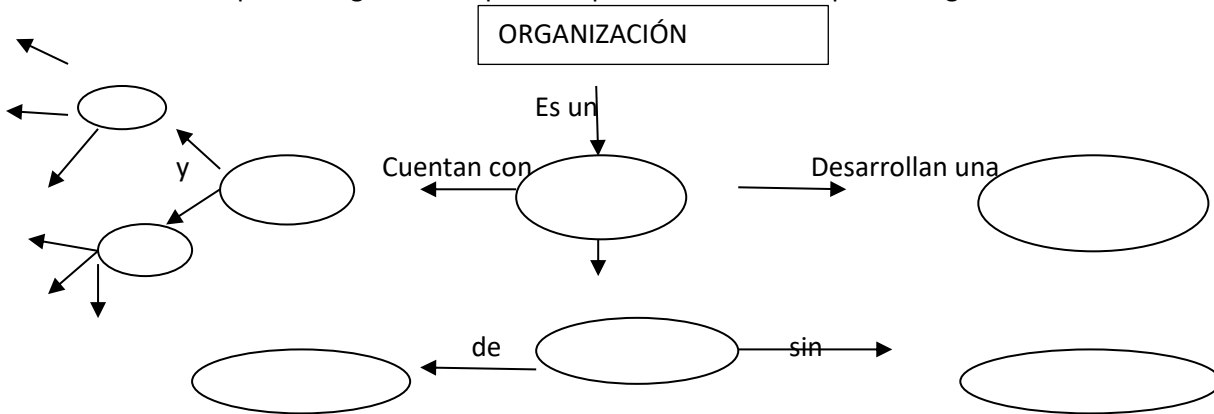 ORGANIZACIÓN
Es un
y
Cuentan con
Desarrollan una
de
sin